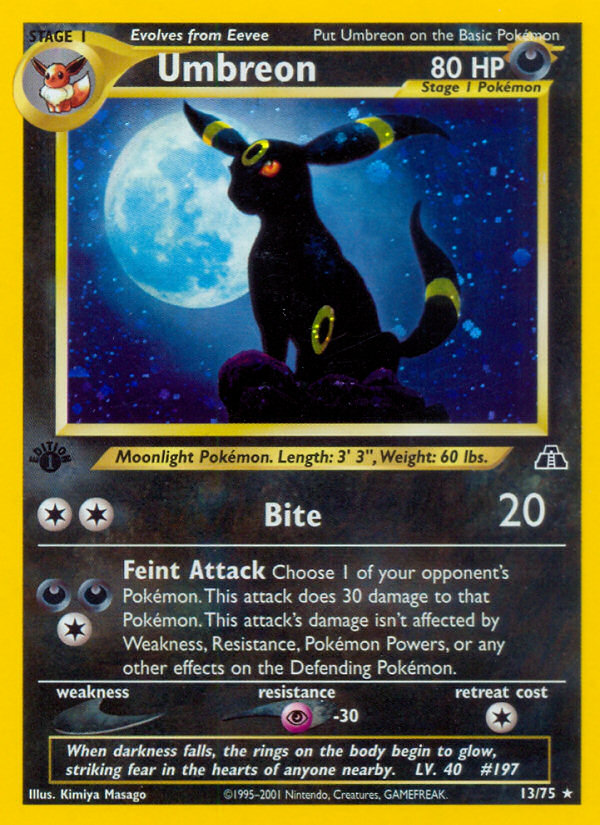 STAGE 1 Evolves from Eevee Put Umbreon on the Basic Pokémon
Umbreon 80 HP
Stage 1 Pokémon
EDITION
1
Moonlight Pokémon. Length: 3' 3", Weight: 60 lbs.
Bite 20
Feint Attack Choose 1 of your opponent's
Pokémon. This attack does 30 damage to that
Pokémon. This attack's damage isn't affected by
Weakness, Resistance, Pokémon Powers, or any
other effects on the Defending Pokémon.
weakness resistance retreat cost
-30
When darkness falls, the rings on the body begin to glow,
striking fear in the hearts of anyone nearby. LV. 40 #197
Illus. Kimiya Masago ©1995-2001 Nintendo, Creatures, GAMEFREAK. 13/75 ★